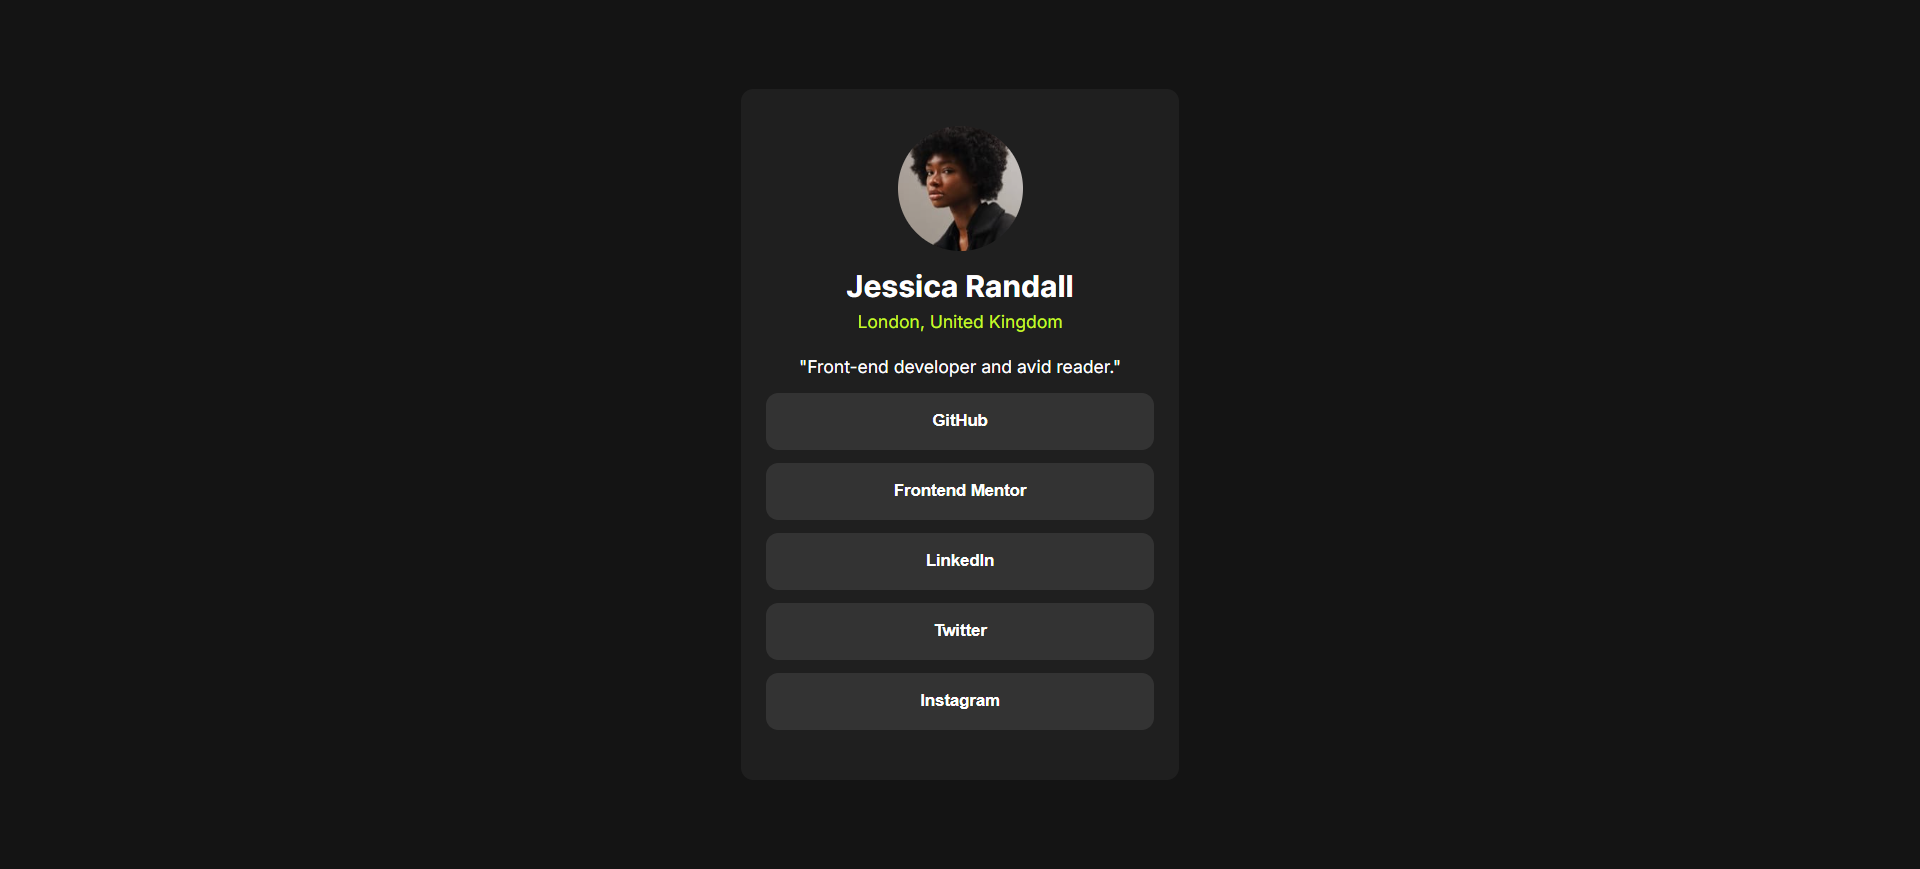 Jessica Randall
London, United Kingdom
"Front-end developer and avid reader."
GitHub
Frontend Mentor
LinkedIn
Twitter
Instagram